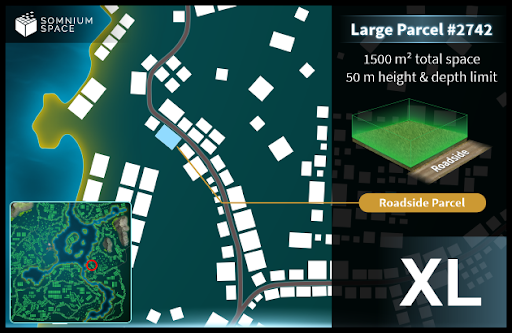 SOMNIUM
SPACE
Large Parcel #2742
1500 m² total space
50 m height & depth limit
Roadside
Roadside Parcel
XL